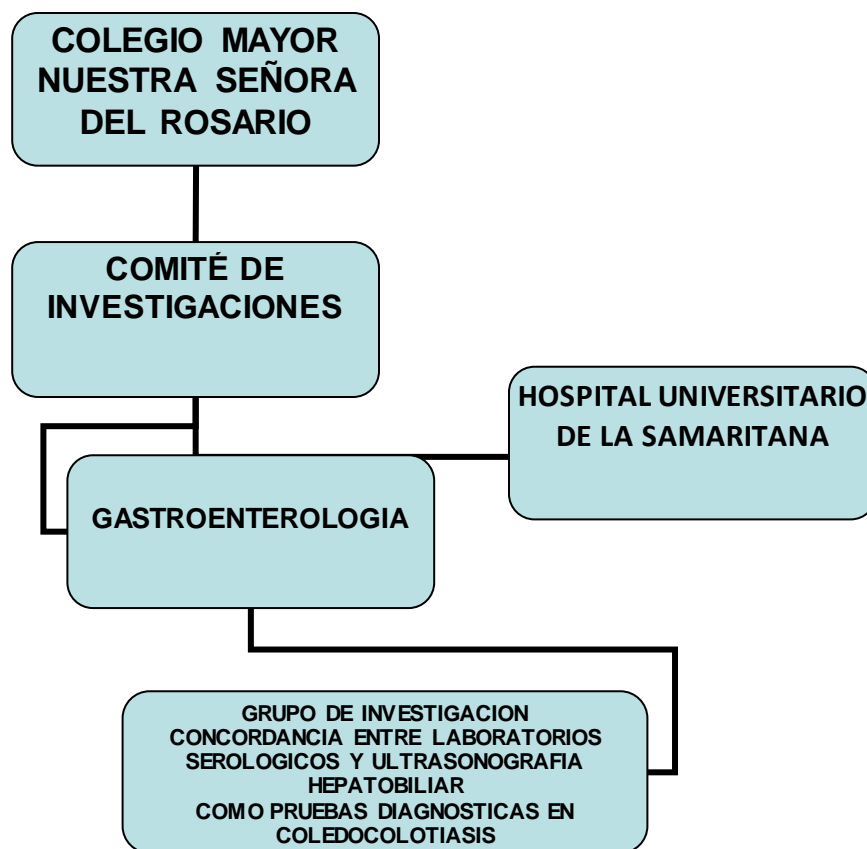 COLEGIO MAYOR
NUESTRA SEÑORA
DEL ROSARIO
COMITÉ DE
INVESTIGACIONES
HOSPITAL UNIVERSITARIO
DE LA SAMARITANA
GASTROENTEROLOGIA
GRUPO DE INVESTIGACION
CONCORDANCIA ENTRE LABORATORIOS
SEROLOGICOS Y ULTRASONOGRAFIA
HEPATOBILIAR
COMO PRUEBAS DIAGNOSTICAS EN
COLEDOCOLOTIASIS